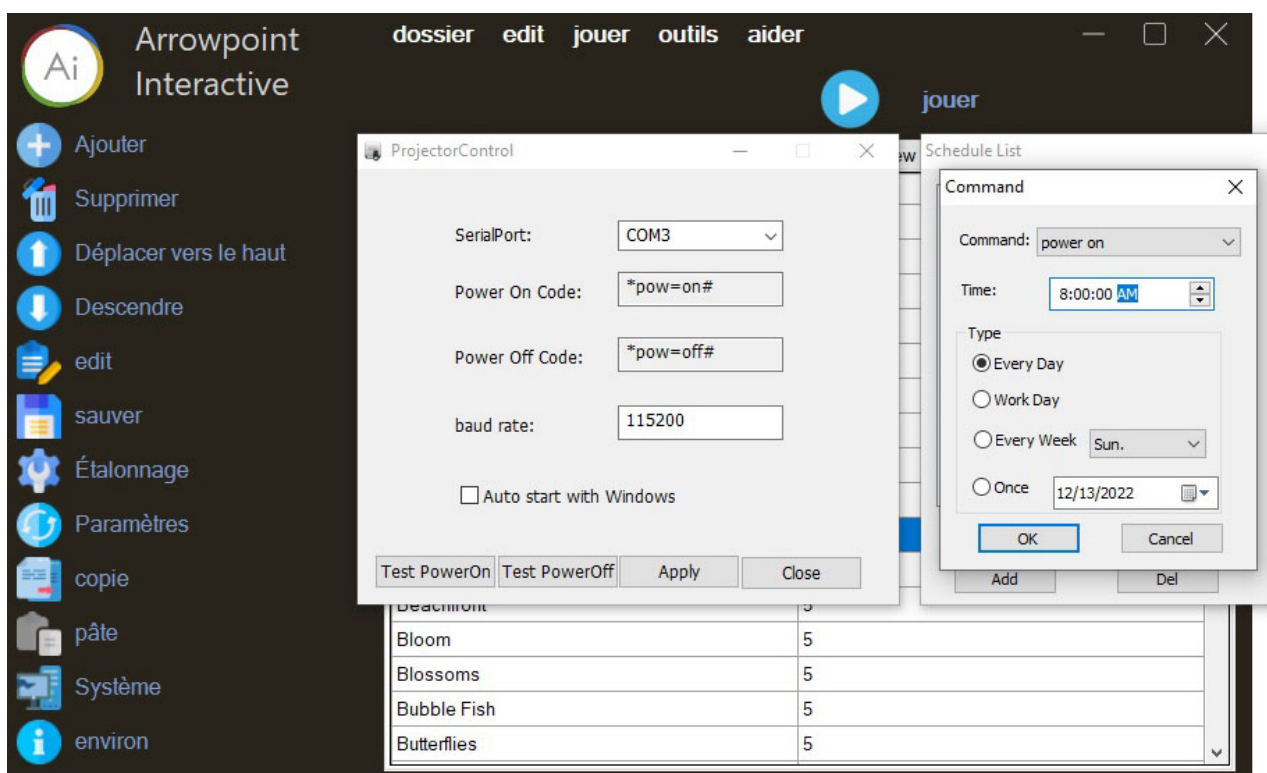 Ai
Arrowpoint
Interactive
dossier edit jouer outils aider
jouer
Ajouter
Supprimer
Déplacer vers le haut
Descendre
edit
sauver
Étalonnage
Paramètres
copie
pâte
Système
environ
ProjectorControl
SerialPort: COM3
Power On Code: *pow=on#
Power Off Code: *pow=off#
baud rate: 115200
Auto start with Windows
Test PowerOn Test PowerOff Apply Close
ew
Schedule List
Command
Command: power on
Time: 8:00:00 AM
Type
Every Day
Work Day
Every Week Sun.
Once 12/13/2022
OK Cancel
Add Del
Beachfront 5
Bloom 5
Blossoms 5
Bubble Fish 5
Butterflies 5